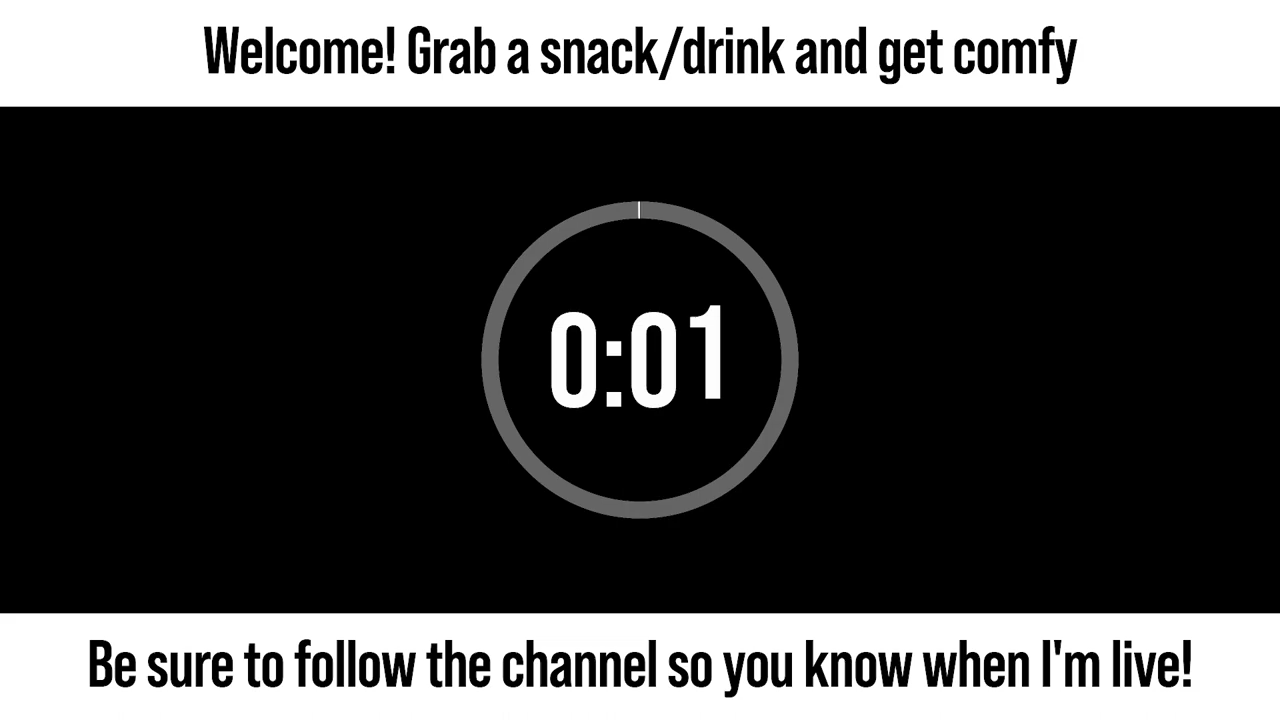 Welcome! Grab a snack/drink and get comfy
0:01
Be sure to follow the channel so you know when I'm live!